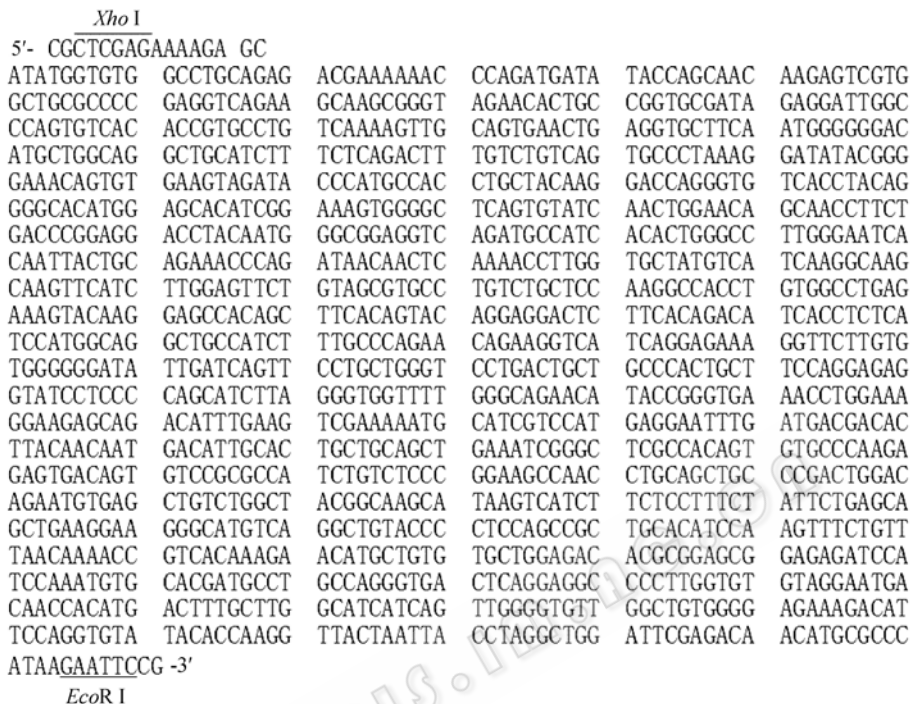 Xho I
5′- CGCTCGAGAAAAGA GC
ATATGGTGTG GCCTGCAGAG ACGAAAAAAC CCAGATGATA TACCAGCAAC AAGAGTCGTG
GCTGCGCCCC GAGGTCAGAA GCAAGCGGGT AGAACACTGC CGGTGCGATA GAGGATTGGC
CCAGTGTCAC ACCGTGCCTG TCAAAAGTTG CAGTGAACTG AGGTGCTTCA ATGGGGGGAC
ATGCTGGCAG GCTGCATCTT TCTCAGACTT TGTCTGTCAG TGCCCTAAAG GATATACGGG
GAAACAGTGT GAAGTAGATA CCCATGCCAC CTGCTACAAG GACCAGGGTG TCACCTACAG
GGGCACATGG AGCACATCGG AAAGTGGGGC TCAGTGTATC AACTGGAACA GCAACCTTCT
GACCCGGAGG ACCTACAATG GGCGGAGGTC AGATGCCATC ACACTGGGCC TTGGGAATCA
CAATTACTGC AGAAACCCAG ATAACAACTC AAAACCTTGG TGCTATGTCA TCAAGGCAAG
CAAGTTCATC TTGGAGTTCT GTAGCGTGCC TGTCTGCTCC AAGGCCACCT GTGGCCTGAG
AAAGTACAAG GAGCCACAGC TTCACAGTAC AGGAGGACTC TTCACAGACA TCACCTCTCA
TCCATGGCAG GCTGCCATCT TTGCCCAGAA CAGAAGGTCA TCAGGAGAAA GGTTCTTGTG
TGGGGGGATA TTGATCAGTT CCTGCTGGGT CCTGACTGCT GCCCACTGCT TCCAGGAGAG
GTATCCTCCC CAGCATCTTA GGGTGGTTTT GGGCAGAACA TACCGGGTGA AACCTGGAAA
GGAAGAGCAG ACATTTGAAG TCGAAAAATG CATCGTCCAT GAGGAATTTG ATGACGACAC
TTACAACAAT GACATTGCAC TGCTGCAGCT GAAATCGGGC TCGCCACAGT GTGCCCAAGA
GAGTGACAGT GTCCGCGCCA TCTGTCTCCC GGAAGCCAAC CTGCAGCTGC CCGACTGGAC
AGAATGTGAG CTGTCTGGCT ACGGCAAGCA TAAGTCATCT TCTCCTTTCT ATTCTGAGCA
GCTGAAGGAA GGGCATGTCA GGCTGTACCC CTCCAGCCGC TGCACATCCA AGTTTCTGTT
TAACAAAACC GTCACAAAGA ACATGCTGTG TGCTGGAGAC ACGCGGAGCG GAGAGATCCA
TCCAAATGTG CACGATGCCT GCCAGGGTGA CTCAGGAGGC CCCTTGGTGT GTAGGAATGA
CAACCACATG ACTTTGCTTG GCATCATCAG TTGGGGTGTT GGCTGTGGGG AGAAAGACAT
TCCAGGTGTA TACACCAAGG TTACTAATTA CCTAGGCTGG ATTCGAGACA ACATGCGCCC
ATAAGAATTCCG -3′
EcoR I